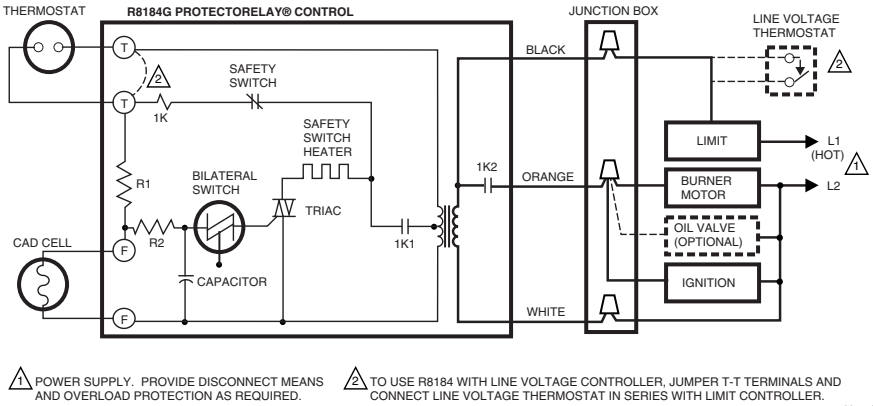 THERMOSTAT
R8184G PROTECTORELAY® CONTROL
JUNCTION BOX
LINE VOLTAGE
THERMOSTAT
T
2
BLACK
2
SAFETY
SWITCH
T
1K
SAFETY
SWITCH
HEATER
LIMIT
L1
(HOT)
1
1K2
ORANGE
R1
BILATERAL
SWITCH
TRIAC
BURNER
MOTOR
L2
R2
1K1
OIL VALVE
(OPTIONAL)
CAD CELL
F
CAPACITOR
IGNITION
F
WHITE
1 POWER SUPPLY. PROVIDE DISCONNECT MEANS
AND OVERLOAD PROTECTION AS REQUIRED.
2 TO USE R8184 WITH LINE VOLTAGE CONTROLLER, JUMPER T-T TERMINALS AND
CONNECT LINE VOLTAGE THERMOSTAT IN SERIES WITH LIMIT CONTROLLER.